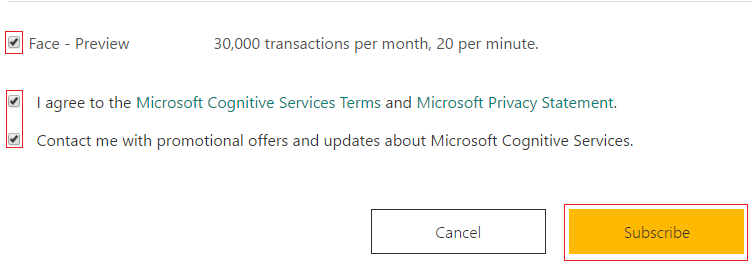 Face - Preview 30,000 transactions per month, 20 per minute.
I agree to the Microsoft Cognitive Services Terms and Microsoft Privacy Statement.
Contact me with promotional offers and updates about Microsoft Cognitive Services.
Cancel Subscribe